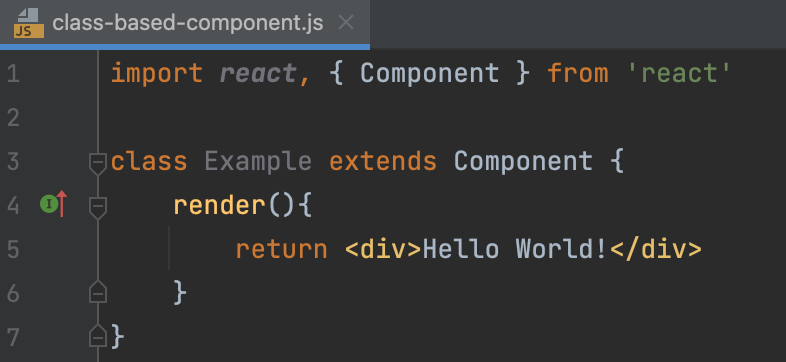 JS class-based-component.js
1 import react, { Component } from 'react'
2
3 class Example extends Component {
4 I render(){
5 return <div>Hello World!</div>
6 }
7 }